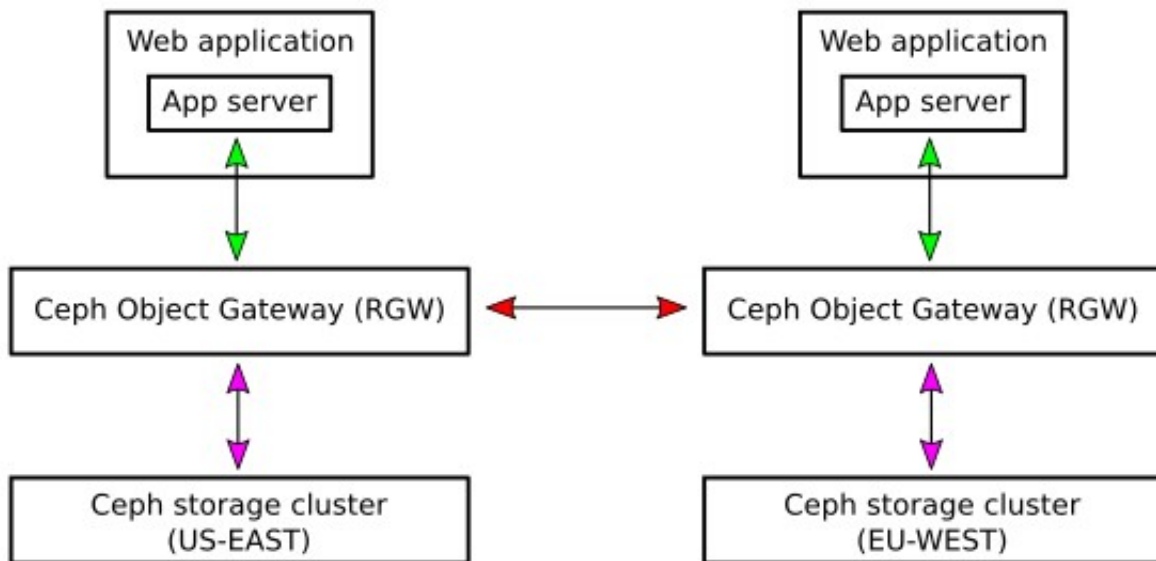 Web application
App server
Web application
App server
Ceph Object Gateway (RGW)
Ceph Object Gateway (RGW)
Ceph storage cluster
(US-EAST)
Ceph storage cluster
(EU-WEST)